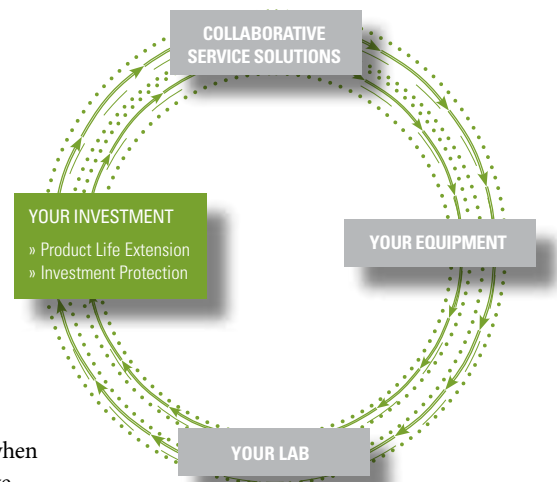 COLLABORATIVE
SERVICE SOLUTIONS
YOUR INVESTMENT
» Product Life Extension
» Investment Protection
YOUR EQUIPMENT
YOUR LAB